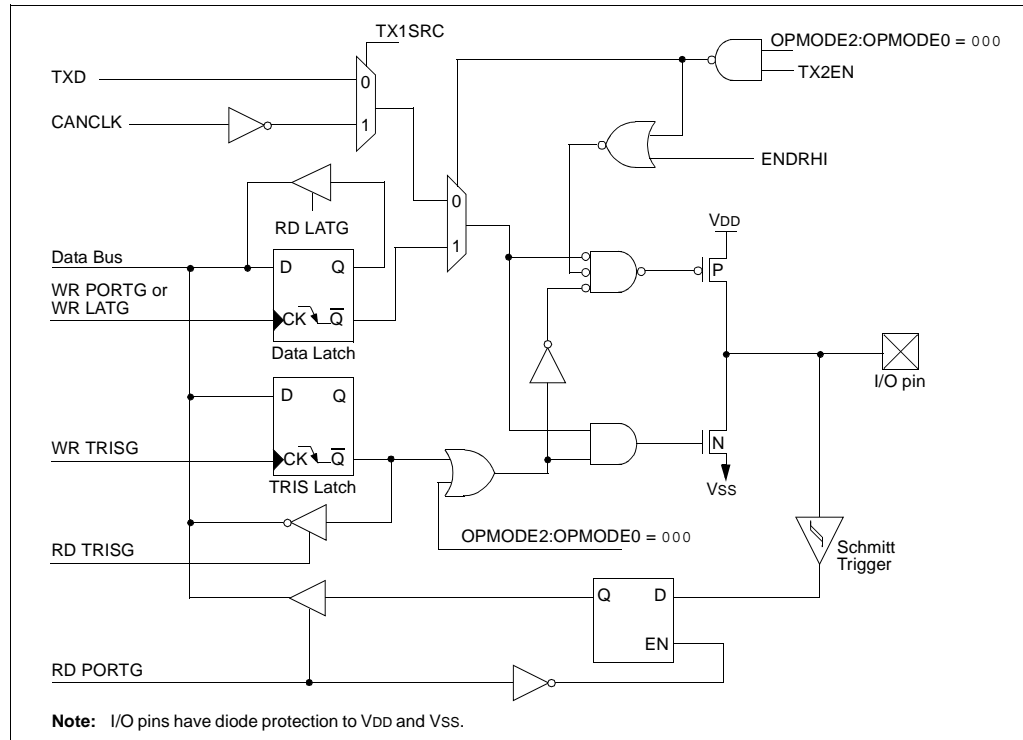 TX1SRC
OPMODE2:OPMODE0 = 000
TXD
0
TX2EN
CANCLK
1
ENDRHI
0
RD LATG
VDD
1
Data Bus
D Q
P
WR PORTG or
WR LATG
CK Q
Data Latch
I/O pin
D Q
WR TRISG
CK Q
N
TRIS Latch
VSS
OPMODE2:OPMODE0 = 000
RD TRISG
Schmitt
Trigger
Q D
EN
RD PORTG
Note: I/O pins have diode protection to VDD and VSS.